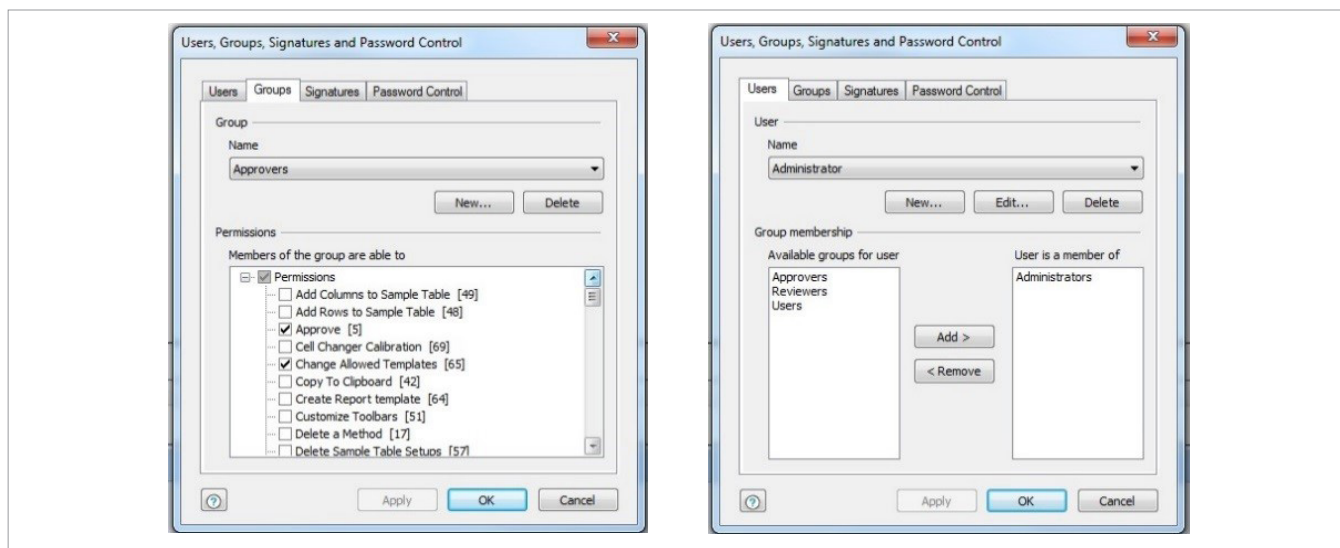 Users, Groups, Signatures and Password Control
Users Groups Signatures Password Control
Group
Name
Approvers
New... Delete
Permissions
Members of the group are able to
Permissions
Add Columns to Sample Table [49]
Add Rows to Sample Table [48]
Approve [5]
Cell Changer Calibration [69]
Change Allowed Templates [65]
Copy To Clipboard [42]
Create Report template [64]
Customize Toolbars [51]
Delete a Method [17]
Delete Sample Table Setups [57]
Apply OK Cancel
Users, Groups, Signatures and Password Control
Users Groups Signatures Password Control
User
Name
Administrator
New... Edit... Delete
Group membership
Available groups for user User is a member of
Approvers Administrators
Reviewers
Users
Add >
< Remove
Apply OK Cancel